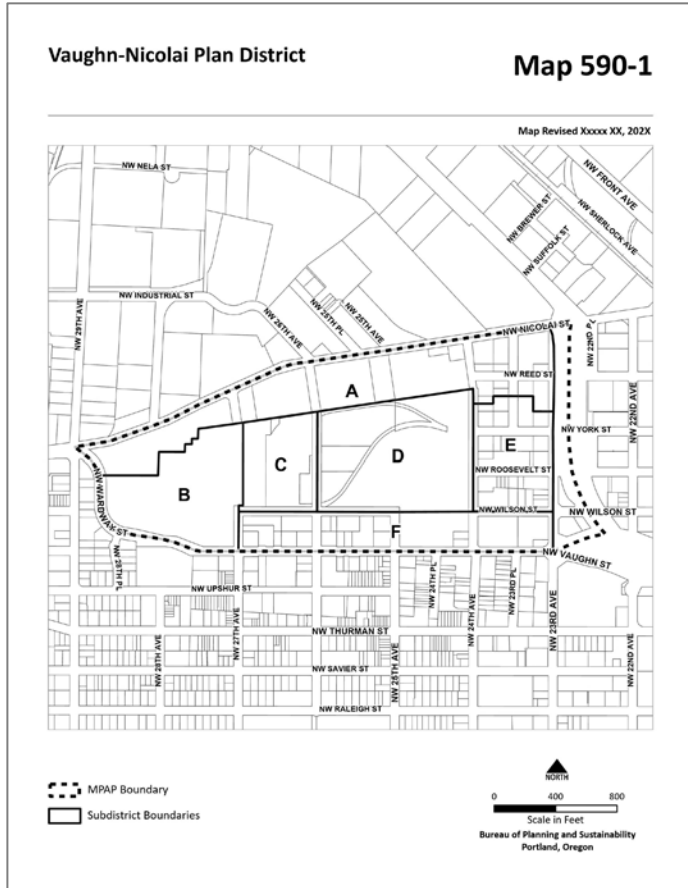 Vaughn-Nicolai Plan District
Map 590-1
Map Revised Xxxxx XX, 202X
NW NELA ST
NW FRONT AVE
NW BREWER ST
NW SHERLOCK AVE
NW SUFFOLK ST
NW INDUSTRIAL ST
NW 29TH AVE
NW 26TH AVE
NW 25TH PL
NW 25TH AVE
NW NICOLAI ST
NW 22ND PL
NW 22ND AVE
NW REED ST
A
NW YORK ST
E
C
D
NW ROOSEVELT ST
B
NW WARDWAY ST
NW WILSON ST
NW WILSON ST
F
NW VAUGHN ST
NW 28TH PL
NW UPSHUR ST
NW 24TH PL
NW 23RD PL
NW 28TH AVE
NW 27TH AVE
NW THURMAN ST
NW 25TH AVE
NW 24TH AVE
NW 23RD AVE
NW 22ND AVE
NW SAVIER ST
NW RALEIGH ST
MPAP Boundary
Subdistrict Boundaries
NORTH
0 400 800
Scale in Feet
Bureau of Planning and Sustainability
Portland, Oregon